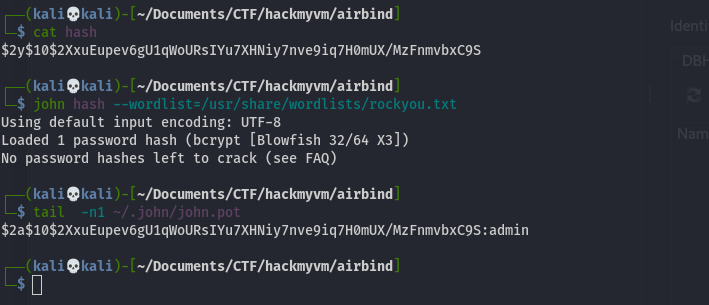 (kali💀kali)-[~/Documents/CTF/hackmyvm/airbind]
$ cat hash
$2y$10$2XxuEupev6gU1qWoURsIYu7XHNiy7nve9iq7H0mUX/MzFnmvbxC9S
(kali💀kali)-[~/Documents/CTF/hackmyvm/airbind]
$ john hash --wordlist=/usr/share/wordlists/rockyou.txt
Using default input encoding: UTF-8
Loaded 1 password hash (bcrypt [Blowfish 32/64 X3])
No password hashes left to crack (see FAQ)
(kali💀kali)-[~/Documents/CTF/hackmyvm/airbind]
$ tail  -n1 ~/.john/john.pot
$2a$10$2XxuEupev6gU1qWoURsIYu7XHNiy7nve9iq7H0mUX/MzFnmvbxC9S:admin
(kali💀kali)-[~/Documents/CTF/hackmyvm/airbind]
$
Identi
DBH
Nam